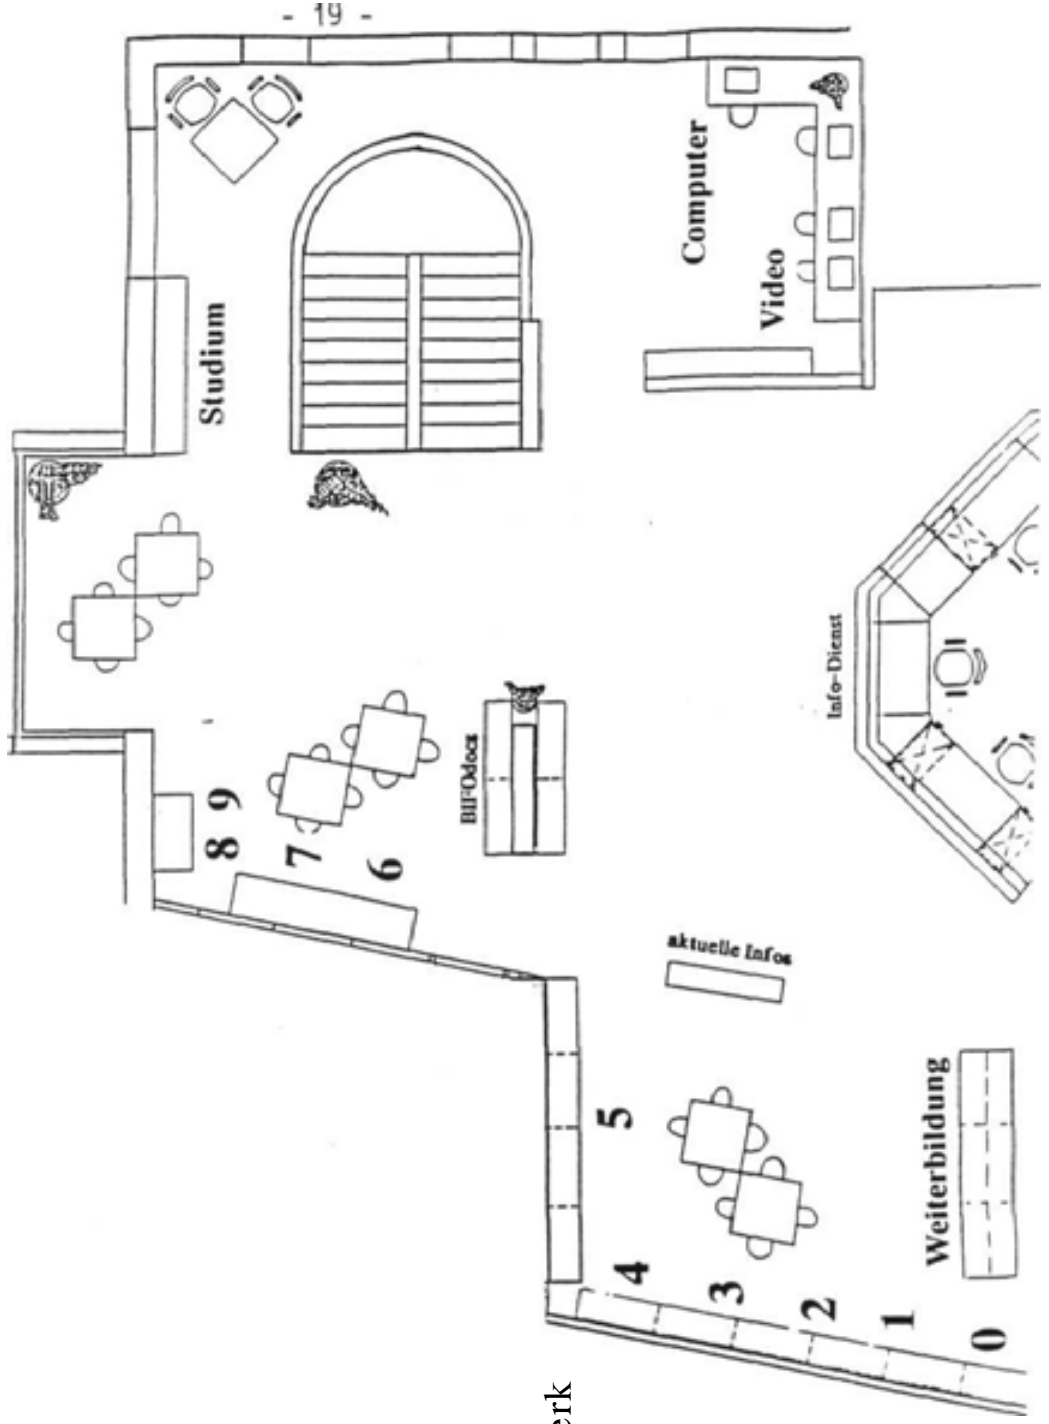 - 19 -
Computer
Video
Studium
Info-Dienst
BIFOdocs
8 9
7
6
aktuelle Infos
5
Weiterbildung
4
3
2
1
0
erk